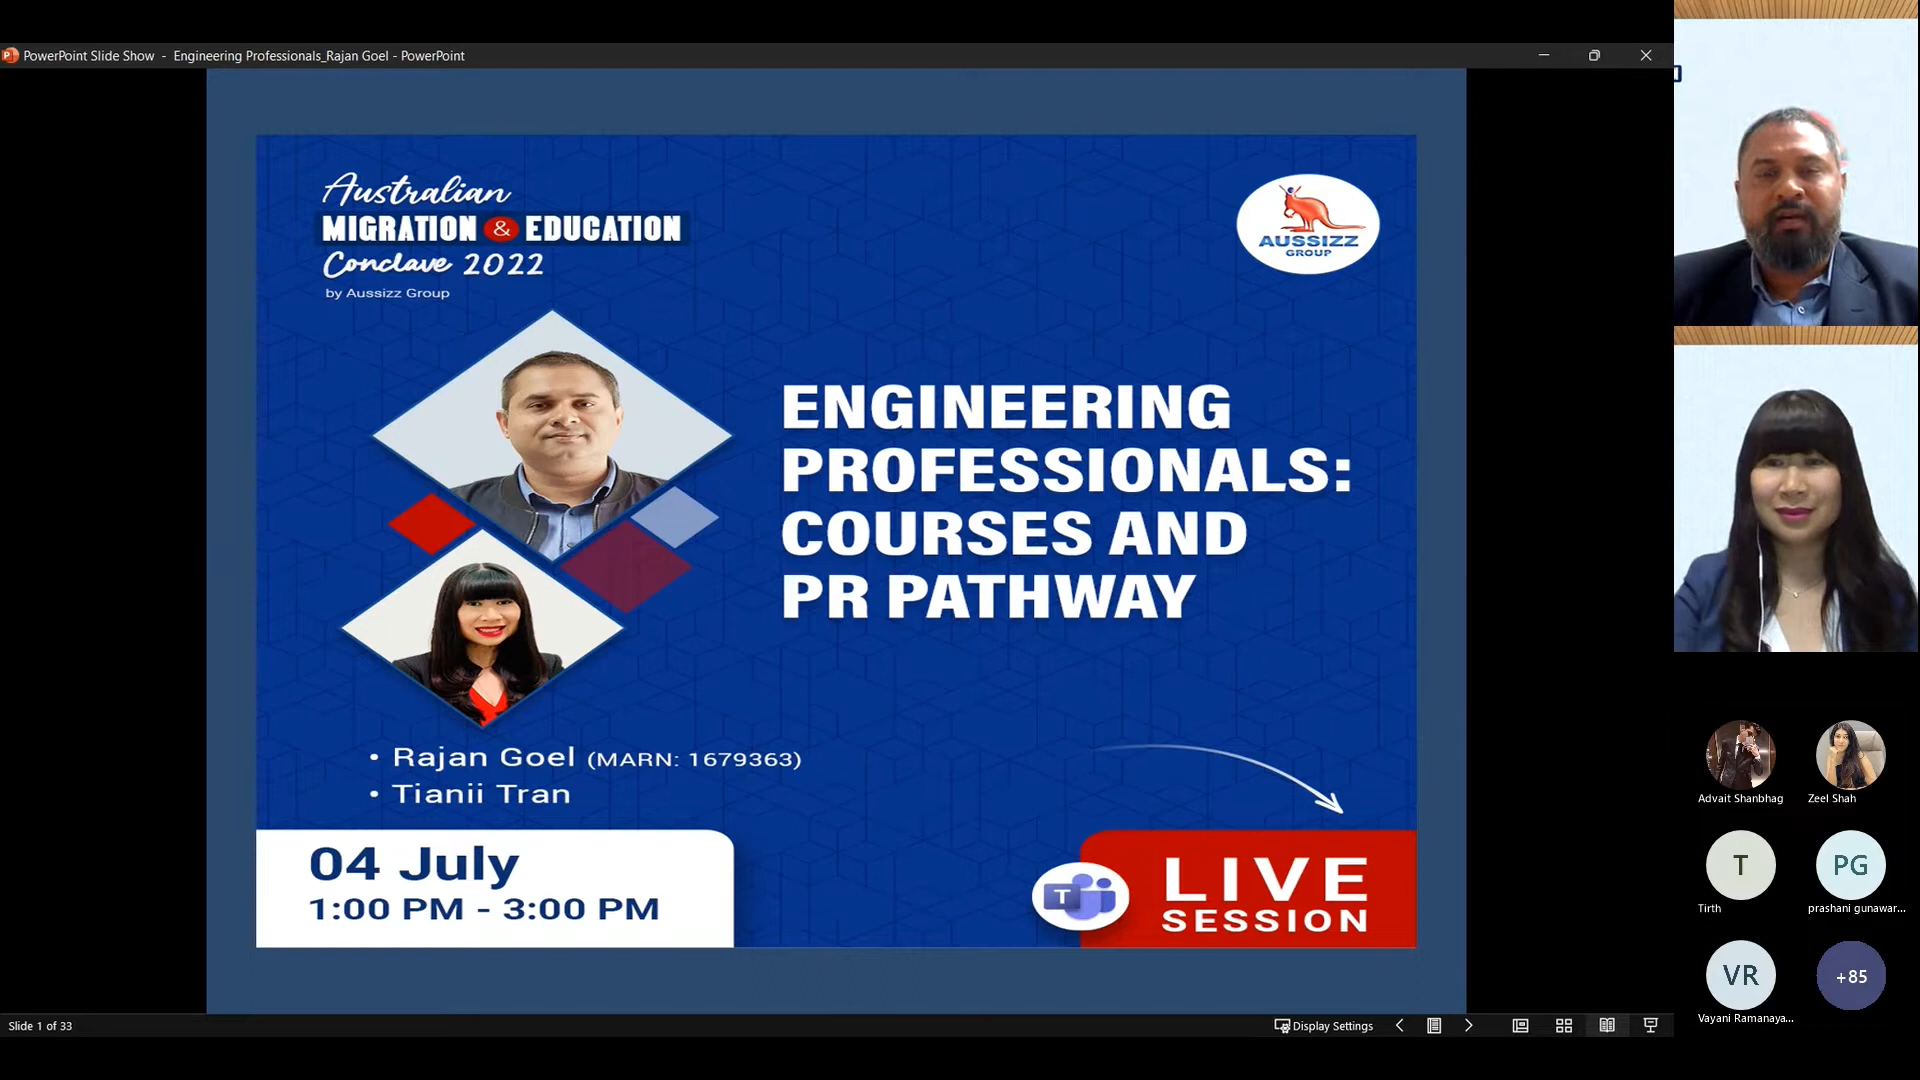 PowerPoint Slide Show - Engineering Professionals_Rajan Goel - PowerPoint
Australian
MIGRATION & EDUCATION
Conclave 2022
by Aussizz Group
AUSSIZZ
GROUP
ENGINEERING
PROFESSIONALS:
COURSES AND
PR PATHWAY
• Rajan Goel (MARN: 1679363)
• Tianii Tran
04 July
1:00 PM - 3:00 PM
T
LIVE
SESSION
Slide 1 of 33
Display Settings
Advait Shanbhag
Zeel Shah
T
Tirth
PG
prashani gunawar...
VR
Vayani Ramanaya...
+85